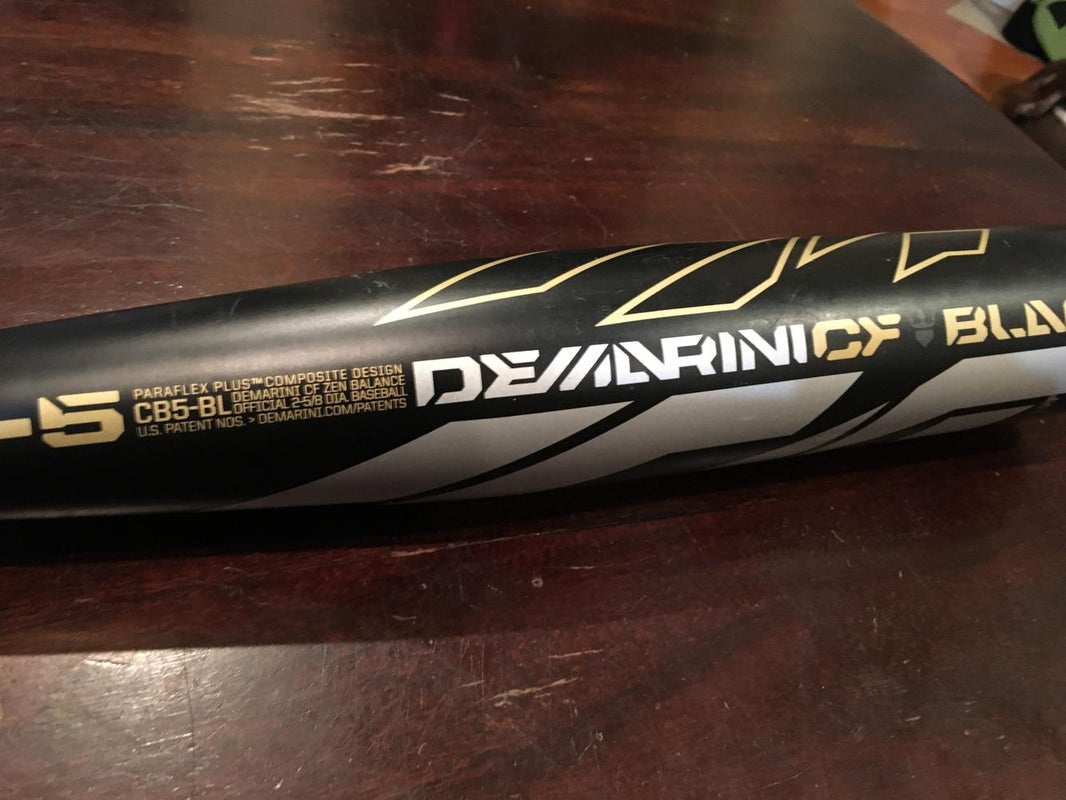 -5
PARAFLEX PLUS™ COMPOSITE DESIGN
CB5-BL
DEMARINI CF ZEN BALANCE
OFFICIAL 2-5/8 DIA. BASEBALL
U.S. PATENT NOS. > DEMARINI.COM/PATENTS
DEMARINI CF BLA